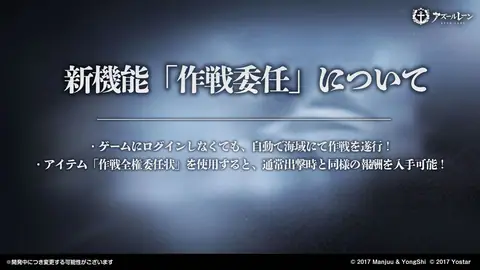 アズールレーン
AZUR LANE
新機能「作戦委任」について
・ゲームにログインしなくても、自動で海域にて作戦を遂行！
・アイテム「作戦全権委任状」を使用すると、通常出撃時と同様の報酬を入手可能！
※開発中につき変更する可能性がございます
© 2017 Manjuu & YongShi © 2017 Yostar